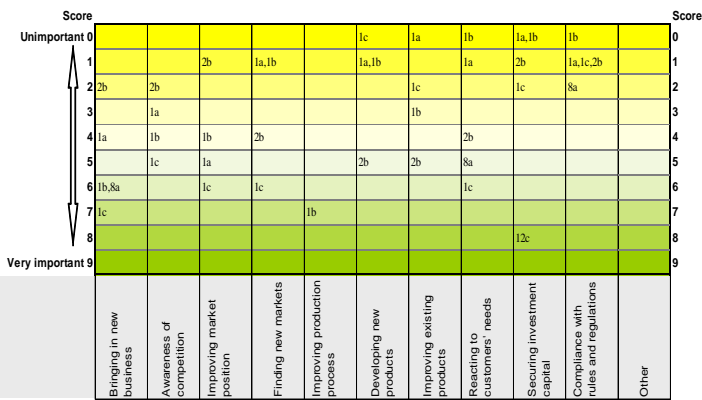 Score Score
Unimportant 0 1c 1a 1b 1a,1b 1b 0
1 2b 1a,1b 1a,1b 1a 2b 1a,1c,2b 1
2 2b 2b 1c 1c 8a 2
3 1a 1b 3
4 1a 1b 1b 2b 2b 4
5 1c 1a 2b 2b 8a 5
6 1b,8a 1c 1c 1c 6
7 1c 1b 7
8 12c 8
Very important 9 9
Bringing in new
business
Awareness of
competition
Improving market
position
Finding new markets
Improving production
process
Developing new
products
Improving existing
products
Reacting to
customers' needs
Securing investment
capital
Compliance with
rules and regulations
Other